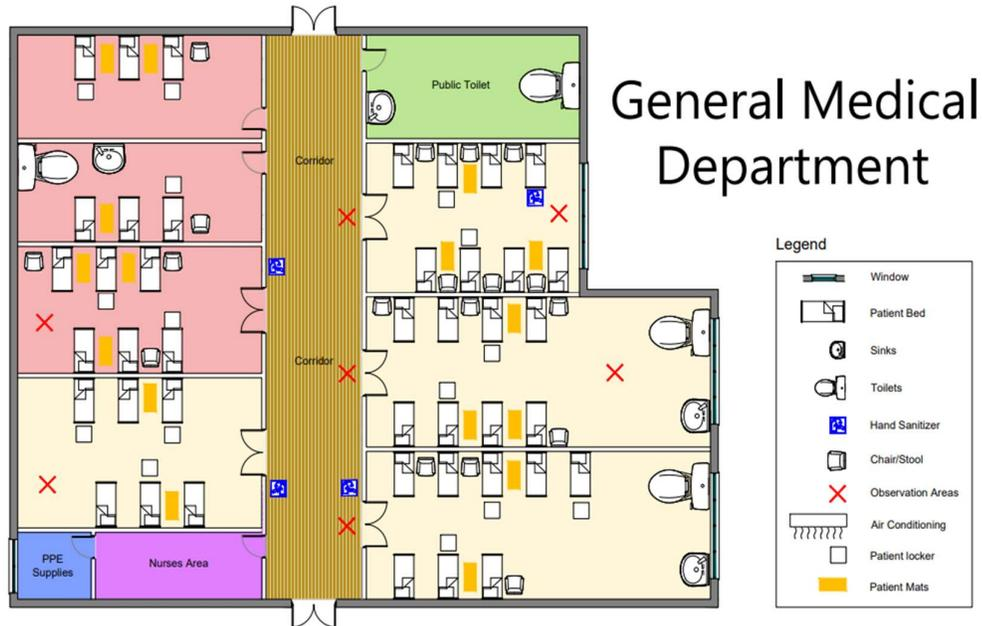 General Medical
Department
Public Toilet
Corridor
Corridor
PPE
Supplies
Nurses Area
Legend
Window
Patient Bed
Sinks
Toilets
Hand Sanitizer
Chair/Stool
Observation Areas
Air Conditioning
Patient locker
Patient Mats